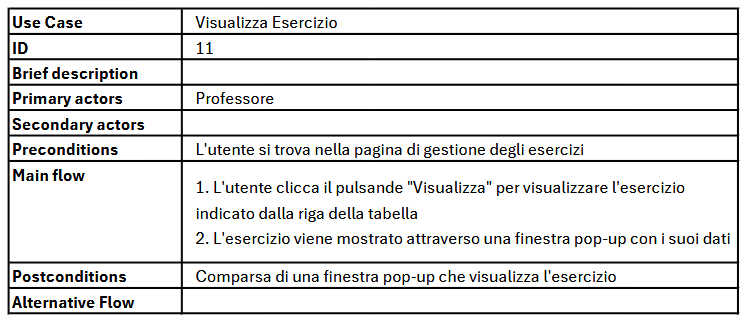 Use Case Visualizza Esercizio
ID 11
Brief description
Primary actors Professore
Secondary actors
Preconditions L'utente si trova nella pagina di gestione degli esercizi
Main flow
1. L'utente clicca il pulsande "Visualizza" per visualizzare l'esercizio
indicato dalla riga della tabella
2. L'esercizio viene mostrato attraverso una finestra pop-up con i suoi dati
Postconditions Comparsa di una finestra pop-up che visualizza l'esercizio
Alternative Flow